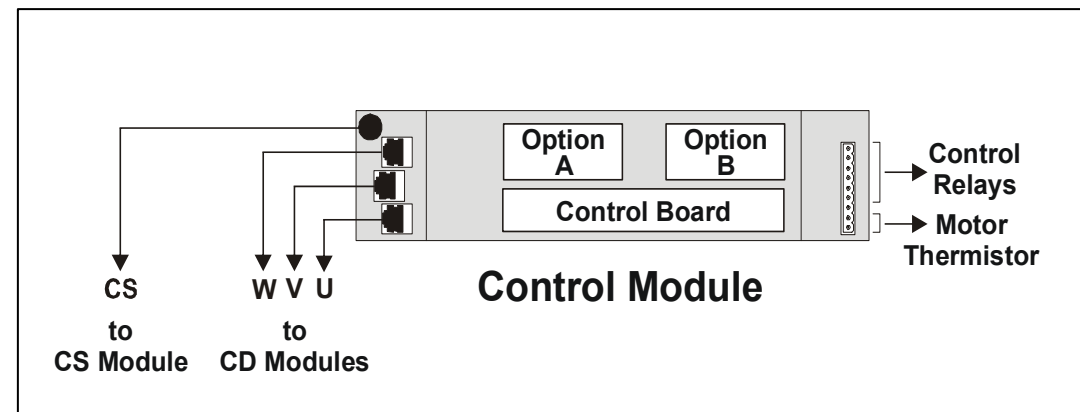 Option
A
Option
B
Control Board
Control
Relays
Motor
Thermistor
Control Module
CS
to
CS Module
W V U
to
CD Modules